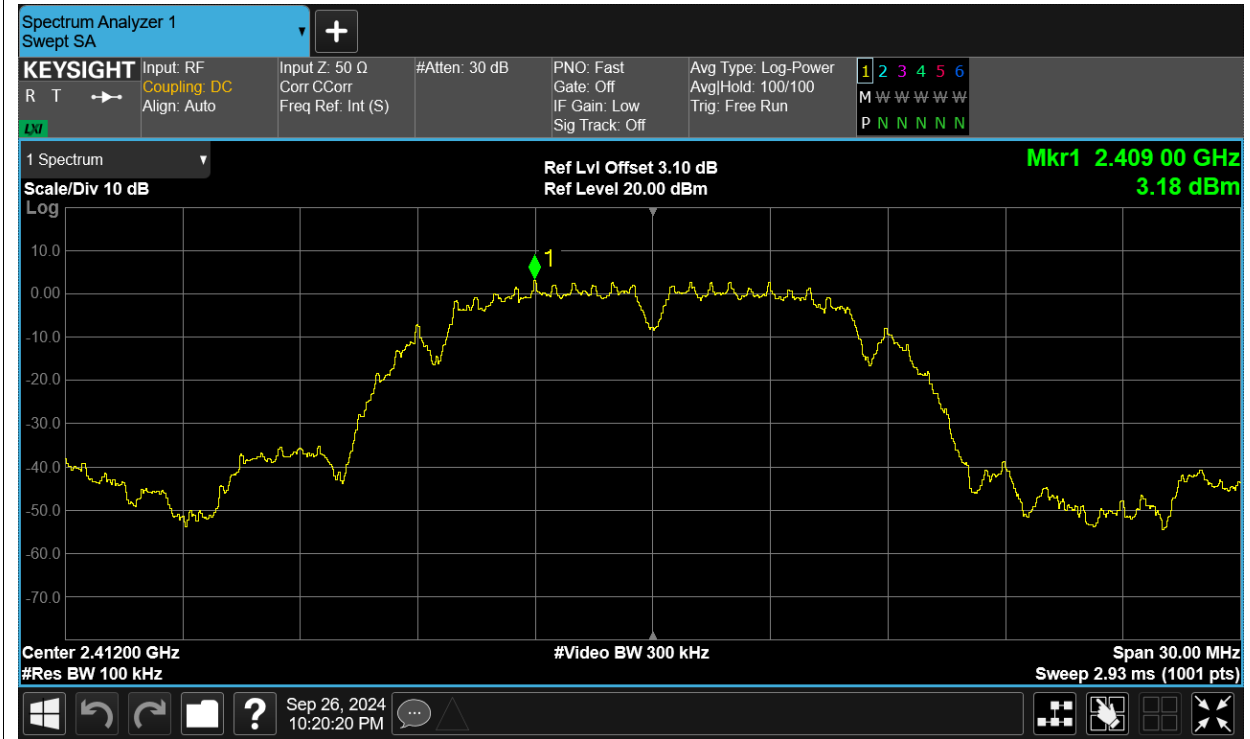 Spectrum Analyzer 1
Swept SA
+
KEYSIGHT
R T
LXI
Input: RF
Coupling: DC
Align: Auto
Input Z: 50 Ω
Corr CCorr
Freq Ref: Int (S)
#Atten: 30 dB
PNO: Fast
Gate: Off
IF Gain: Low
Sig Track: Off
Avg Type: Log-Power
Avg|Hold: 100/100
Trig: Free Run
1 2 3 4 5 6
M W W W W W W
P N N N N N N
1 Spectrum
Scale/Div 10 dB
Log
Ref Lvl Offset 3.10 dB
Ref Level 20.00 dBm
Mkr1 2.409 00 GHz
3.18 dBm
1
10.0
0.00
-10.0
-20.0
-30.0
-40.0
-50.0
-60.0
-70.0
Center 2.41200 GHz
#Video BW 300 kHz
Span 30.00 MHz
#Res BW 100 kHz
Sweep 2.93 ms (1001 pts)
?
Sep 26, 2024
10:20:20 PM